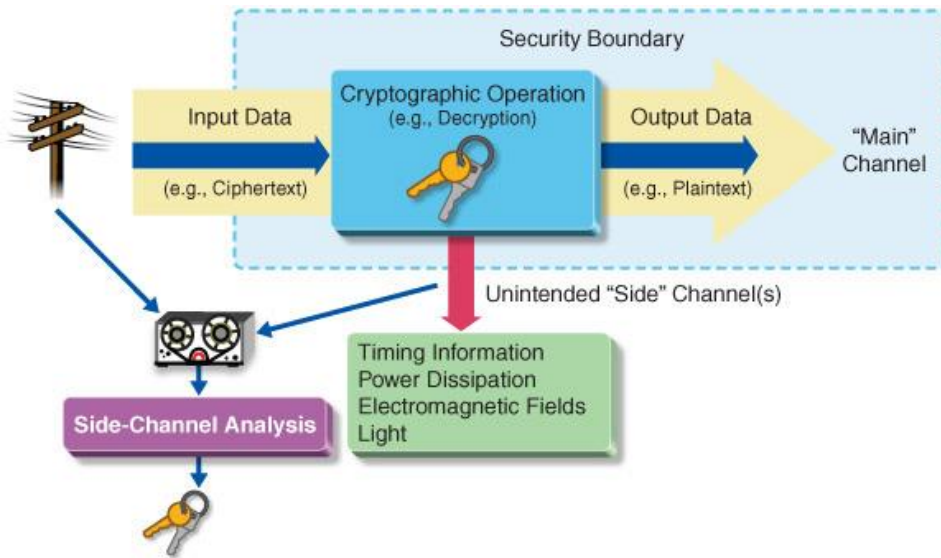 Security Boundary
Input Data
(e.g., Ciphertext)
Cryptographic Operation
(e.g., Decryption)
Output Data
(e.g., Plaintext)
“Main”
Channel
Unintended “Side” Channel(s)
Timing Information
Power Dissipation
Electromagnetic Fields
Light
Side-Channel Analysis